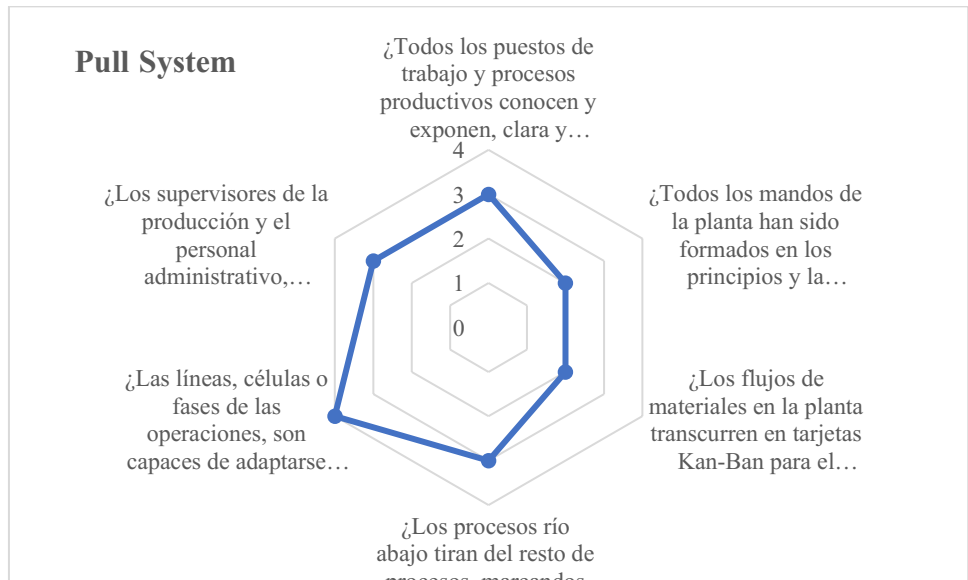 Pull System
¿Todos los puestos de
trabajo y procesos
productivos conocen y
exponen, clara y…
4
3
2
1
0
¿Todos los mandos de
la planta han sido
formados en los
principios y la…
¿Los flujos de
materiales en la planta
transcurren en tarjetas
Kan-Ban para el…
¿Los procesos río
abajo tiran del resto de
procesos, marcandos
¿Las líneas, células o
fases de las
operaciones, son
capaces de adaptarse…
¿Los supervisores de la
producción y el
personal
administrativo,…